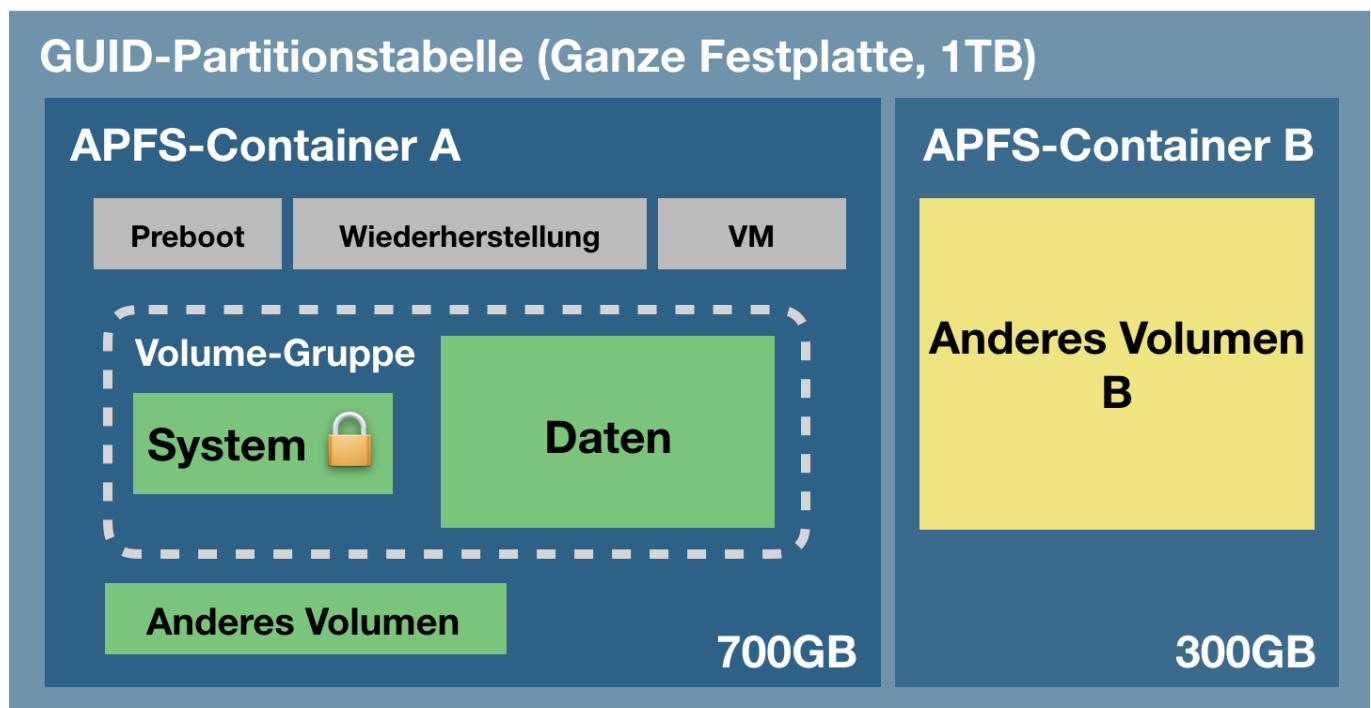 GUID-Partitionstabelle (Ganze Festplatte, 1TB)
APFS-Container A
Preboot
Wiederherstellung
VM
Volume-Gruppe
System
Daten
Anderes Volumen
700GB
APFS-Container B
Anderes Volumen
B
300GB